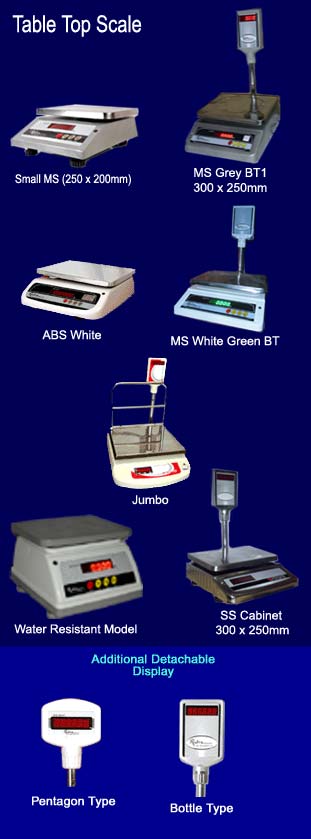 Table Top Scale
Small MS (250 x 200mm)
MS Grey BT1
300 x 250mm
ABS White
MS White Green BT
Jumbo
Water Resistant Model
SS Cabinet
300 x 250mm
Additional Detachable
Display
Pentagon Type
Bottle Type